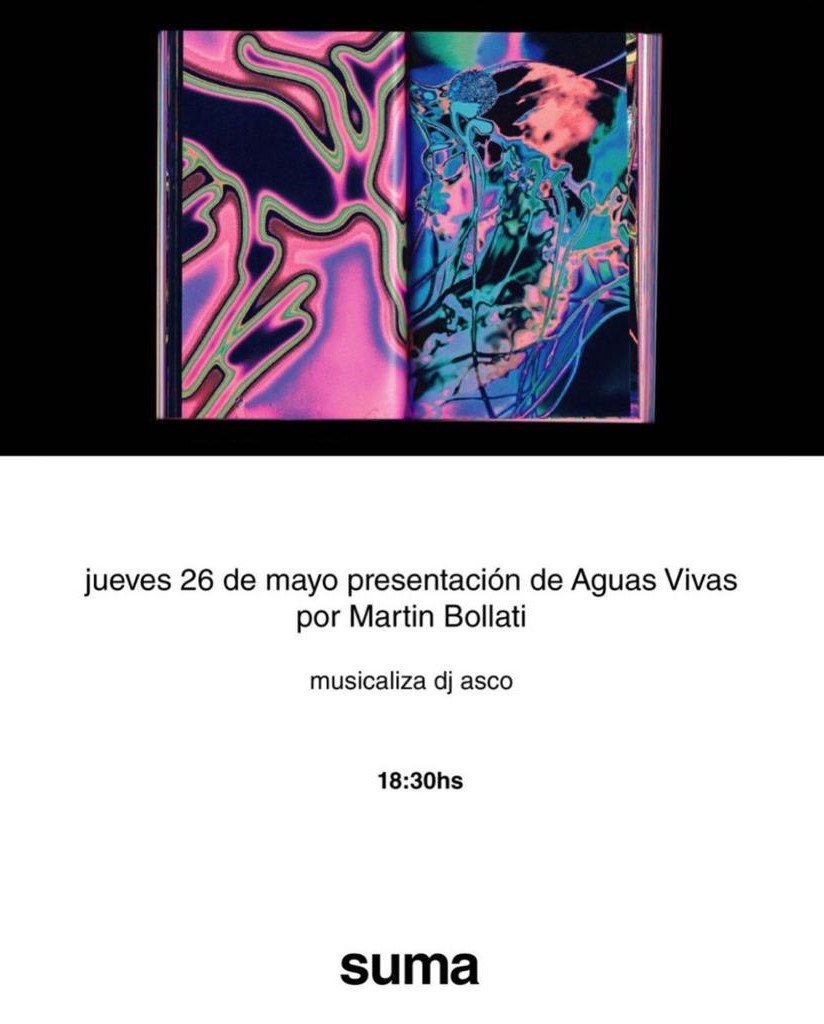 jueves 26 de mayo presentación de Aguas Vivas
por Martin Bollati
musicaliza dj asco
18:30hs
suma